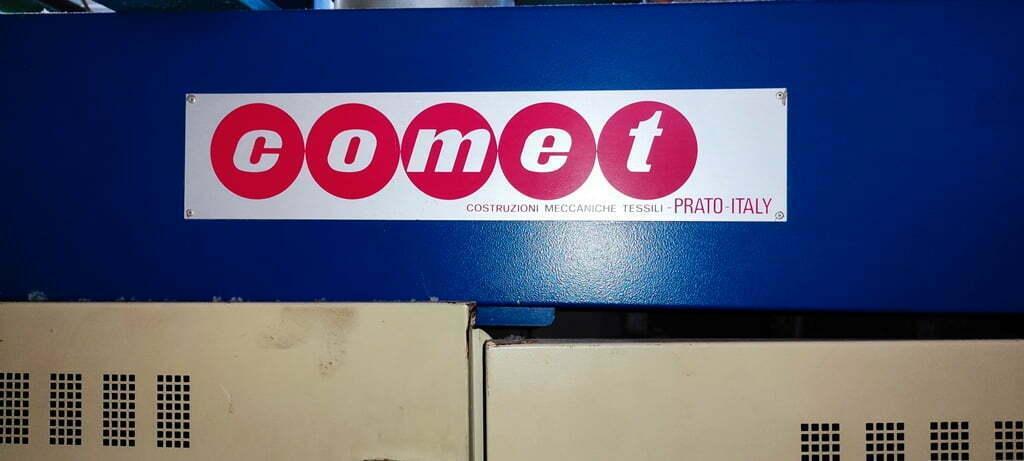 comet
COSTRUZIONI MECCANICHE TESSILI - PRATO - ITALY